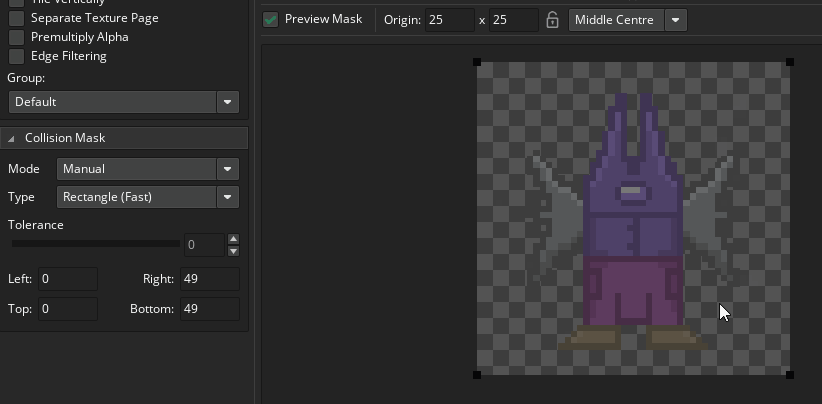 Tile Vertically
Separate Texture Page
Premultiply Alpha
Edge Filtering
Group:
Default
Collision Mask
Mode Manual
Type Rectangle (Fast)
Tolerance
0
Left: 0 Right: 49
Top: 0 Bottom: 49
Preview Mask Origin: 25 x 25 Middle Centre